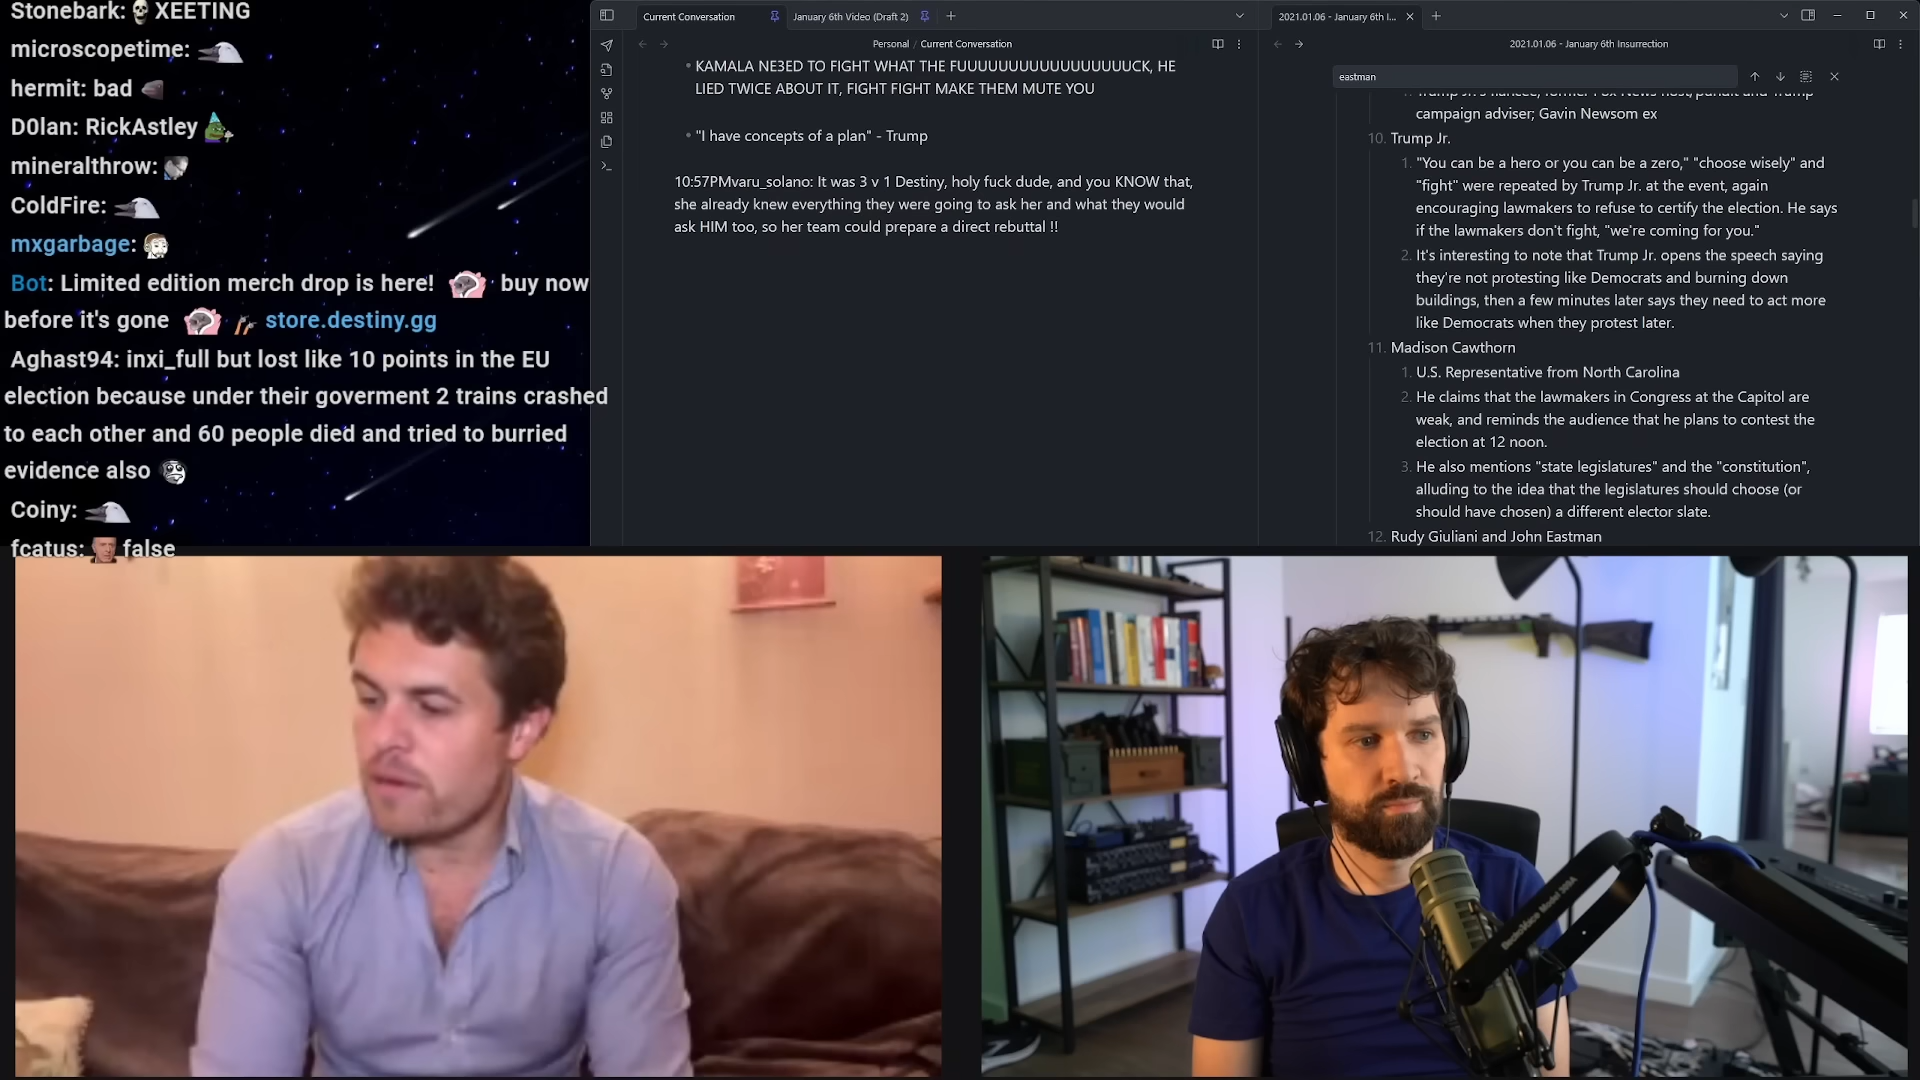 Stonebark: XEETING
microscopetime:
hermit: bad
D0lan: RickAstley
mineralthrow:
ColdFire:
mxgarbage:
Bot: Limited edition merch drop is here! buy now
before it's gone store.destiny.gg
Aghast94: inxi_full but lost like 10 points in the EU
election because under their goverment 2 trains crashed
to each other and 60 people died and tried to burried
evidence also
Coiny:
fcatus: false
Current Conversation
January 6th Video (Draft 2)
Personal / Current Conversation
• KAMALA NE3ED TO FIGHT WHAT THE FUUUUUUUUUUUUUUUUUCK, HE
LIED TWICE ABOUT IT, FIGHT FIGHT MAKE THEM MUTE YOU
• "I have concepts of a plan" - Trump
10:57PMvaru_solano: It was 3 v 1 Destiny, holy fuck dude, and you KNOW that,
she already knew everything they were going to ask her and what they would
ask HIM too, so her team could prepare a direct rebuttal !!
2021.01.06 - January 6th I...
2021.01.06 - January 6th Insurrection
eastman
1. Trump Jr.'s fiancée, former Fox News host/pundit and Trump
campaign adviser; Gavin Newsom ex
10. Trump Jr.
1. "You can be a hero or you can be a zero," "choose wisely" and
"fight" were repeated by Trump Jr. at the event, again
encouraging lawmakers to refuse to certify the election. He says
if the lawmakers don't fight, "we're coming for you."
2. It's interesting to note that Trump Jr. opens the speech saying
they're not protesting like Democrats and burning down
buildings, then a few minutes later says they need to act more
like Democrats when they protest later.
11. Madison Cawthorn
1. U.S. Representative from North Carolina
2. He claims that the lawmakers in Congress at the Capitol are
weak, and reminds the audience that he plans to contest the
election at 12 noon.
3. He also mentions "state legislatures" and the "constitution",
alluding to the idea that the legislatures should choose (or
should have chosen) a different elector slate.
12. Rudy Giuliani and John Eastman